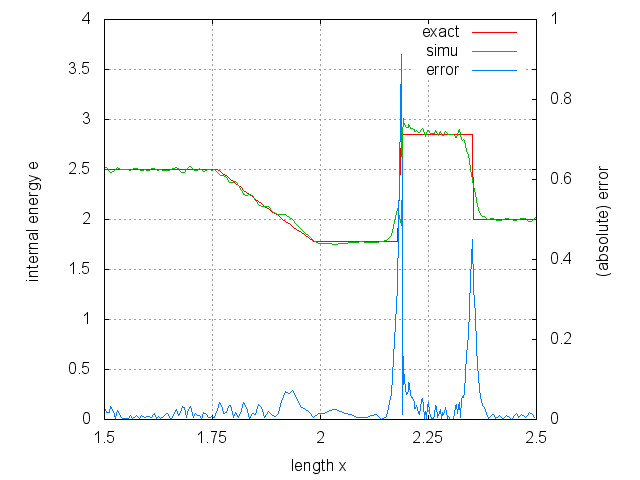 4
3.5
3
2.5
2
1.5
1
0.5
0
internal energy e
exact
simu
error
1
0.8
0.6
0.4
0.2
0
(absolute) error
1.5 1.75 2 2.25 2.5
length x